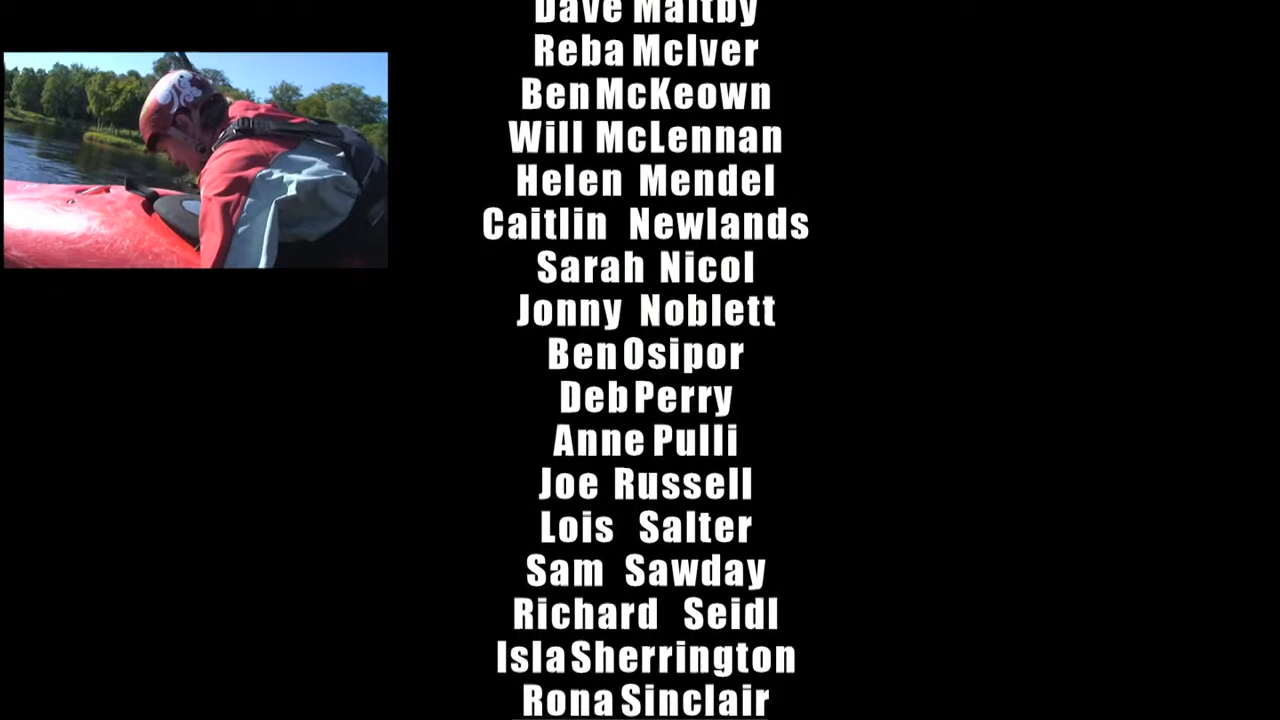 Dave Maltby
Reba McIver
Ben McKeown
Will McLennan
Helen Mendel
Caitlin Newlands
Sarah Nicol
Jonny Noblett
Ben Osipor
Deb Perry
Anne Pulli
Joe Russell
Lois Salter
Sam Sawday
Richard Seidl
Isla Sherrington
Rona Sinclair